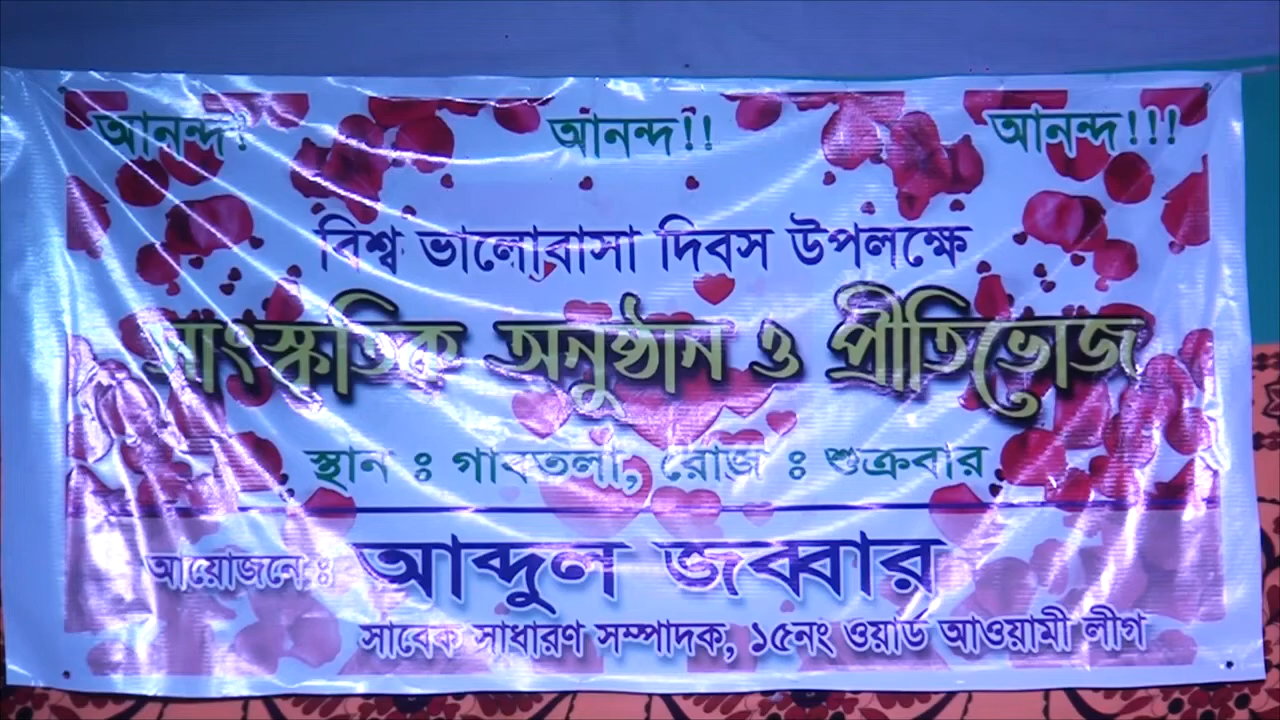 আনন্দ! আনন্দ!! আনন্দ!!!
বিশ্ব ভালোবাসা দিবস উপলক্ষে
সাংস্কৃতিক অনুষ্ঠান ও প্রীতিভোজ
স্থান ঃ গাবতলী, রোজ ঃ শুক্রবার
আয়োজনে ঃ আব্দুল জব্বার
সাবেক সাধারণ সম্পাদক, ১৫নং ওয়ার্ড আওয়ামী লীগ